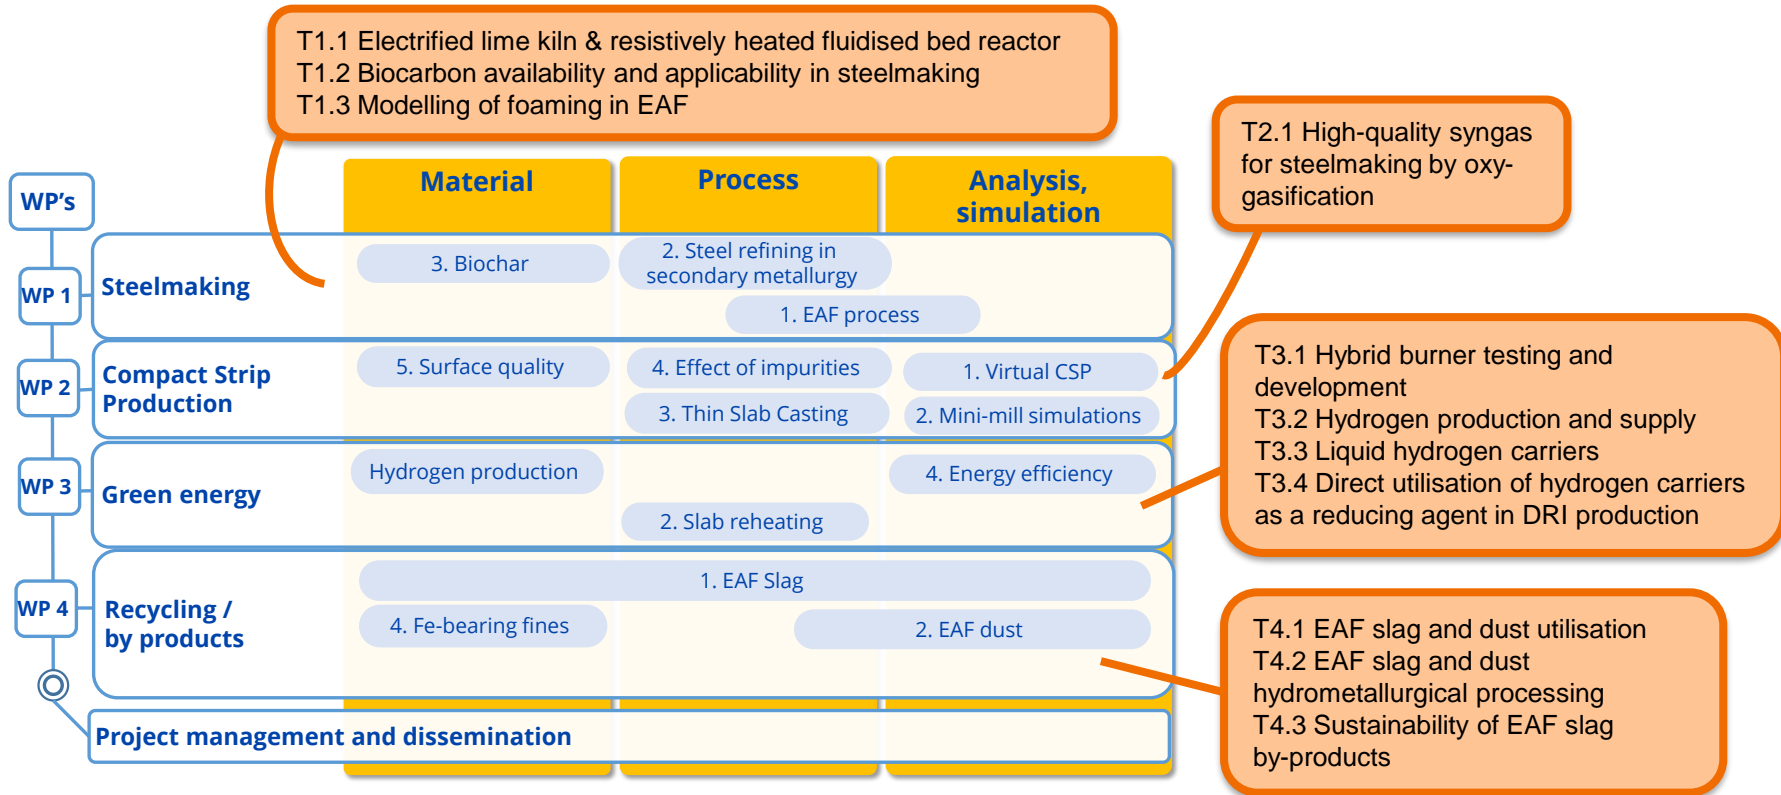 T1.1 Electrified lime kiln & resistively heated fluidised bed reactor
T1.2 Biocarbon availability and applicability in steelmaking
T1.3 Modelling of foaming in EAF
T2.1 High-quality syngas
for steelmaking by oxy-
gasification
WP's
Material
Process
Analysis,
simulation
WP 1
Steelmaking
3. Biochar
2. Steel refining in
secondary metallurgy
1. EAF process
WP 2
Compact Strip
Production
5. Surface quality
4. Effect of impurities
1. Virtual CSP
3. Thin Slab Casting
2. Mini-mill simulations
T3.1 Hybrid burner testing and
development
T3.2 Hydrogen production and supply
T3.3 Liquid hydrogen carriers
T3.4 Direct utilisation of hydrogen carriers
as a reducing agent in DRI production
WP 3
Green energy
Hydrogen production
4. Energy efficiency
2. Slab reheating
WP 4
Recycling /
by products
1. EAF Slag
4. Fe-bearing fines
2. EAF dust
T4.1 EAF slag and dust utilisation
T4.2 EAF slag and dust
hydrometallurgical processing
T4.3 Sustainability of EAF slag
by-products
Project management and dissemination